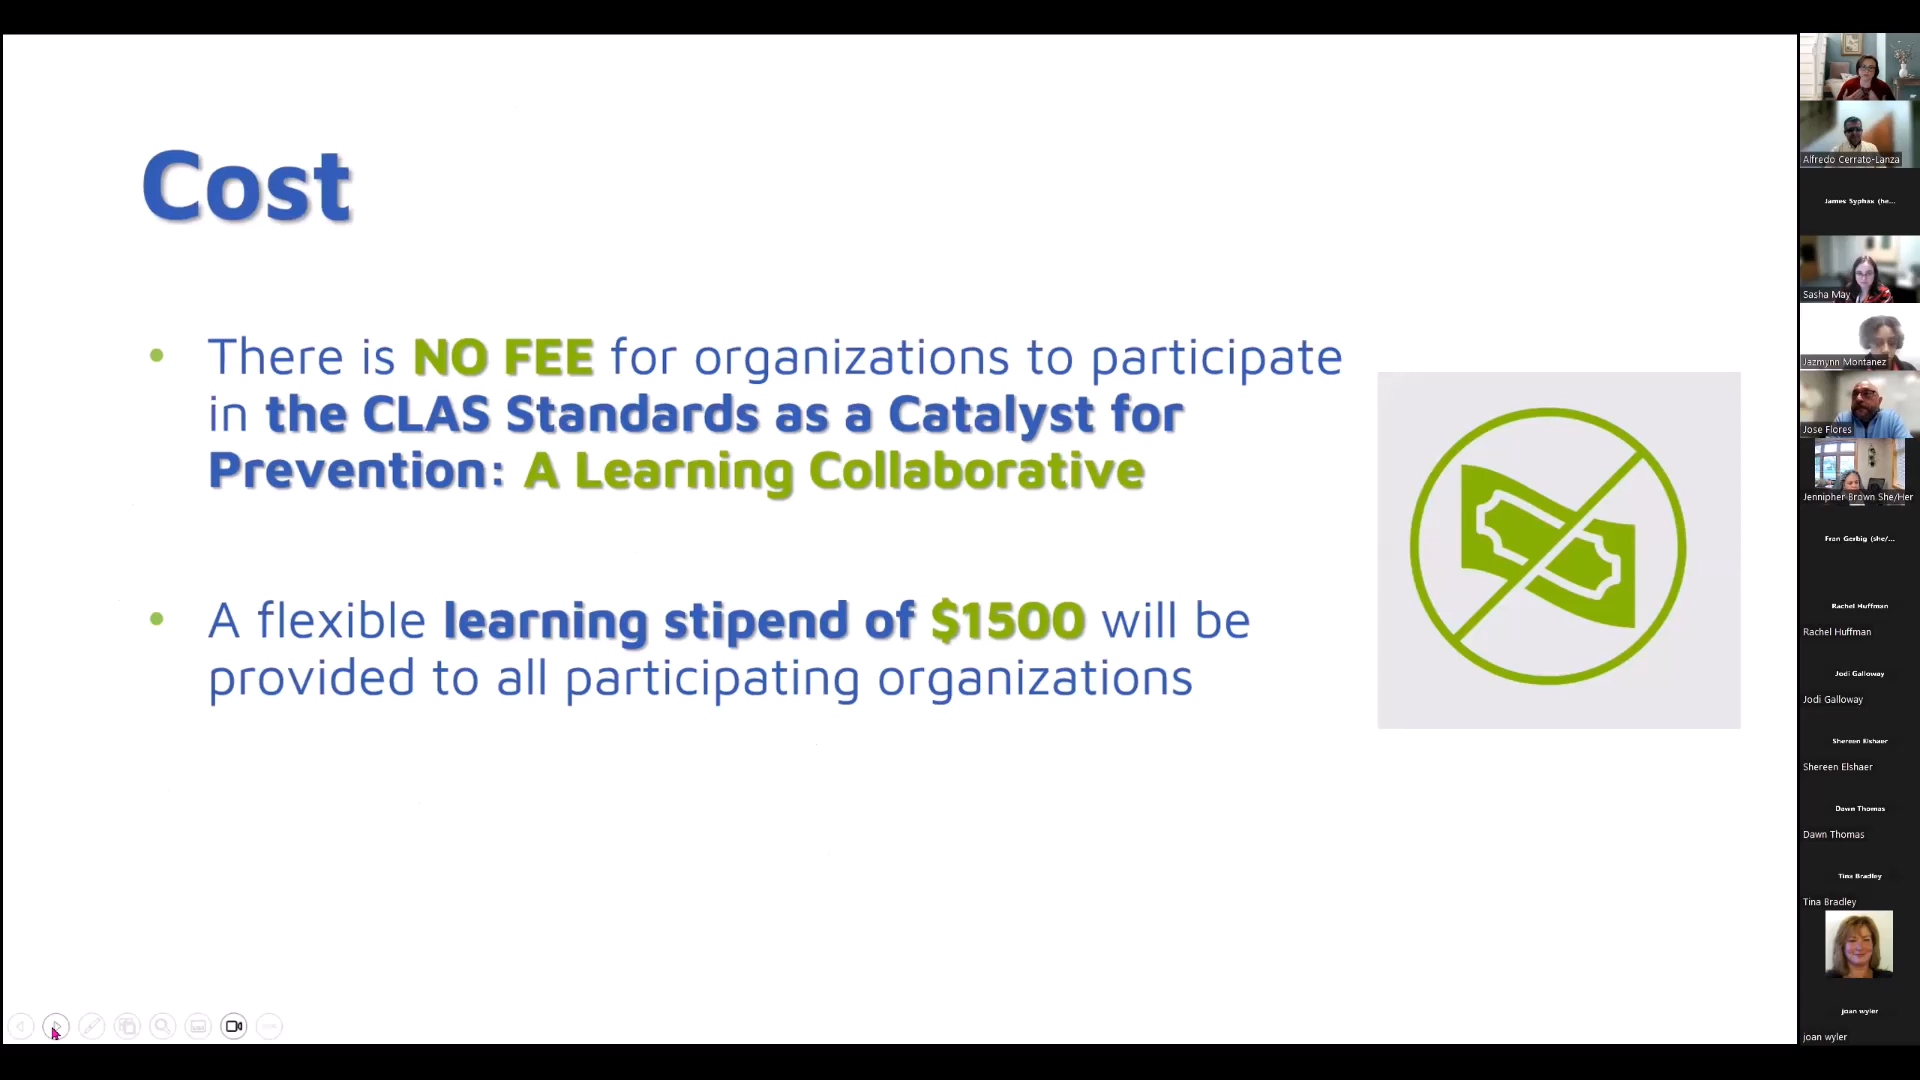 Cost
There is NO FEE for organizations to participate
in the CLAS Standards as a Catalyst for
Prevention: A Learning Collaborative
A flexible learning stipend of $1500 will be
provided to all participating organizations
Alfredo Cerrato-Lanza
James Syphax (he...
Sasha May
Jazmynn Montanez
Jose Flores
Jennipher Brown She/Her
Fran Gerbig (she/...
Rachel Huffman
Rachel Huffman
Jodi Galloway
Jodi Galloway
Shereen Elshaer
Shereen Elshaer
Dawn Thomas
Dawn Thomas
Tina Bradley
Tina Bradley
joan wyler
joan wyler